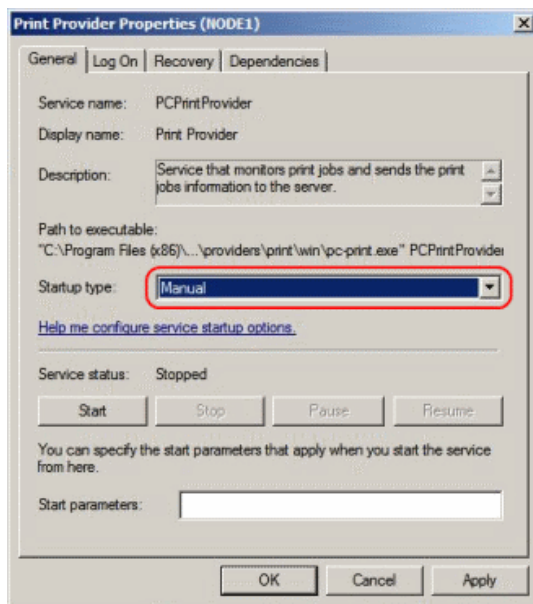 Print Provider Properties (NODE1)
General Log On Recovery Dependencies
Service name: PCPrintProvider
Display name: Print Provider
Description: Service that monitors print jobs and sends the print
jobs information to the server.
Path to executable:
"C:\Program Files (x86)\...\providers\print\win\pc-print.exe" PCPrintProvider
Startup type: Manual
Help me configure service startup options.
Service status: Stopped
Start Stop Pause Resume
You can specify the start parameters that apply when you start the service
from here.
Start parameters:
OK Cancel Apply